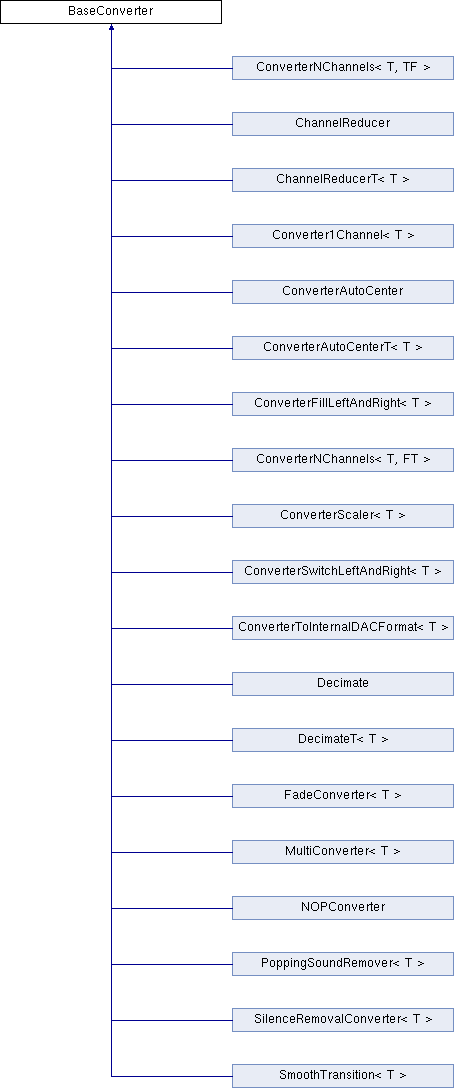 BaseConverter
ConverterNChannels< T, TF >
ChannelReducer
ChannelReducerT< T >
Converter1Channel< T >
ConverterAutoCenter
ConverterAutoCenterT< T >
ConverterFillLeftAndRight< T >
ConverterNChannels< T, FT >
ConverterScaler< T >
ConverterSwitchLeftAndRight< T >
ConverterToInternalDACFormat< T >
Decimate
DecimateT< T >
FadeConverter< T >
MultiConverter< T >
NOPConverter
PoppingSoundRemover< T >
SilenceRemovalConverter< T >
SmoothTransition< T >